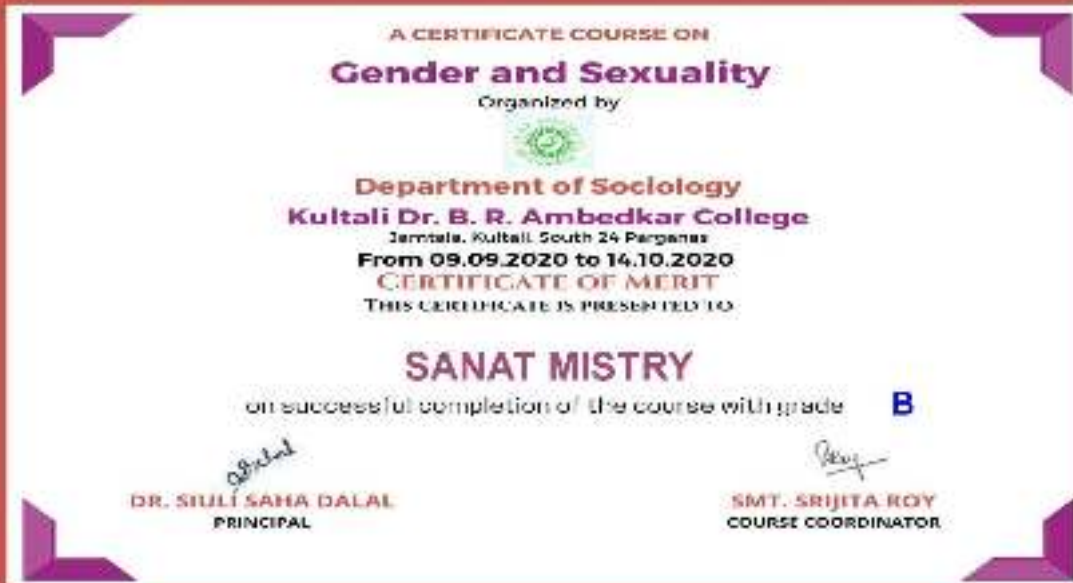 A CERTIFICATE COURSE ON
Gender and Sexuality
Organized by
Department of Sociology
Kultali Dr. B. R. Ambedkar College
Jamtala, Kultali, South 24 Parganas
From 09.09.2020 to 14.10.2020
CERTIFICATE OF MERIT
THIS CERTIFICATE IS PRESENTED TO
SANAT MISTRY
on successful completion of the course with grade B
DR. SIULI SAHA DALAL
PRINCIPAL
SMT. SRIJITA ROY
COURSE COORDINATOR